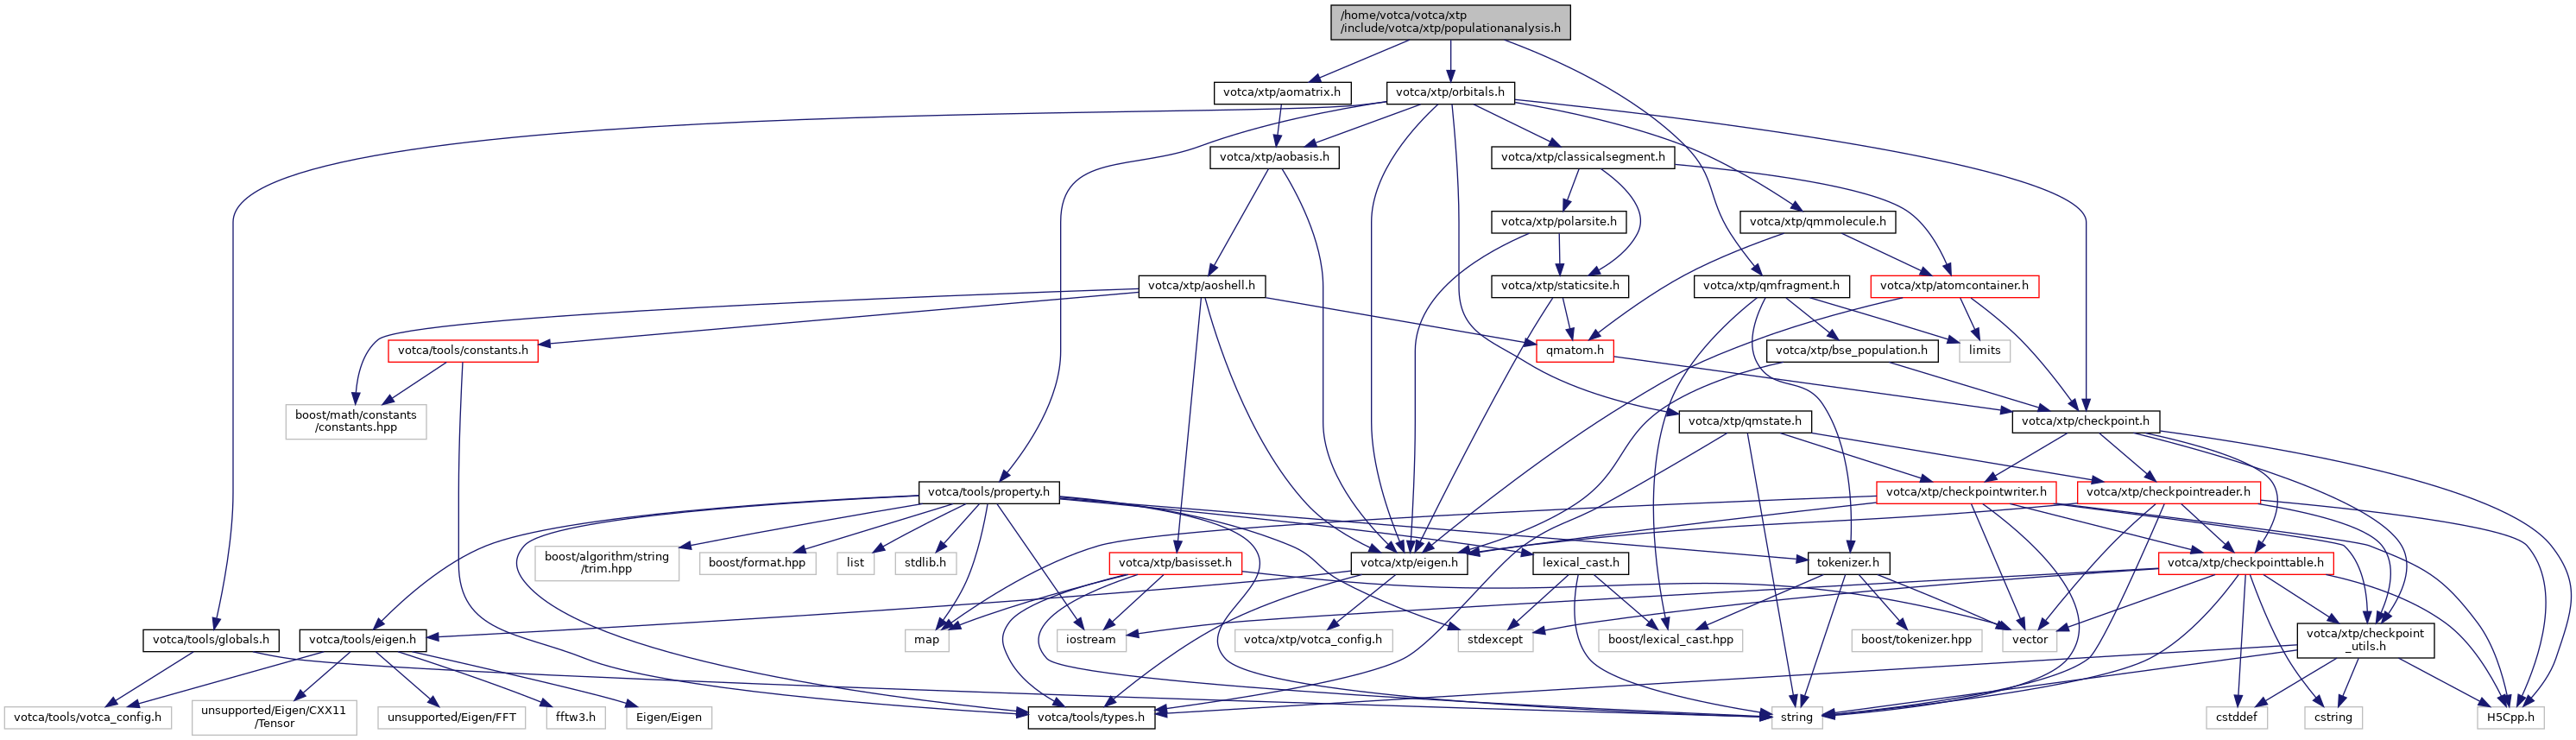 /home/votca/votca/xtp
/include/votca/xtp/populationanalysis.h
votca/xtp/aomatrix.h
votca/xtp/orbitals.h
votca/xtp/aobasis.h
votca/xtp/classicalsegment.h
votca/xtp/polarsite.h
votca/xtp/qmmolecule.h
votca/xtp/aoshell.h
votca/xtp/staticsite.h
votca/xtp/qmfragment.h
votca/xtp/atomcontainer.h
votca/tools/constants.h
qmatom.h
votca/xtp/bse_population.h
limits
boost/math/constants
/constants.hpp
votca/xtp/qmstate.h
votca/xtp/checkpoint.h
votca/tools/property.h
votca/xtp/checkpointwriter.h
votca/xtp/checkpointreader.h
boost/algorithm/string
/trim.hpp
boost/format.hpp
list
stdlib.h
votca/xtp/basisset.h
votca/xtp/eigen.h
lexical_cast.h
tokenizer.h
votca/xtp/checkpointtable.h
votca/tools/globals.h
votca/tools/eigen.h
map
iostream
votca/xtp/votca_config.h
stdexcept
boost/lexical_cast.hpp
boost/tokenizer.hpp
vector
votca/xtp/checkpoint
_utils.h
votca/tools/votca_config.h
unsupported/Eigen/CXX11
/Tensor
unsupported/Eigen/FFT
fftw3.h
Eigen/Eigen
votca/tools/types.h
string
cstddef
cstring
H5Cpp.h